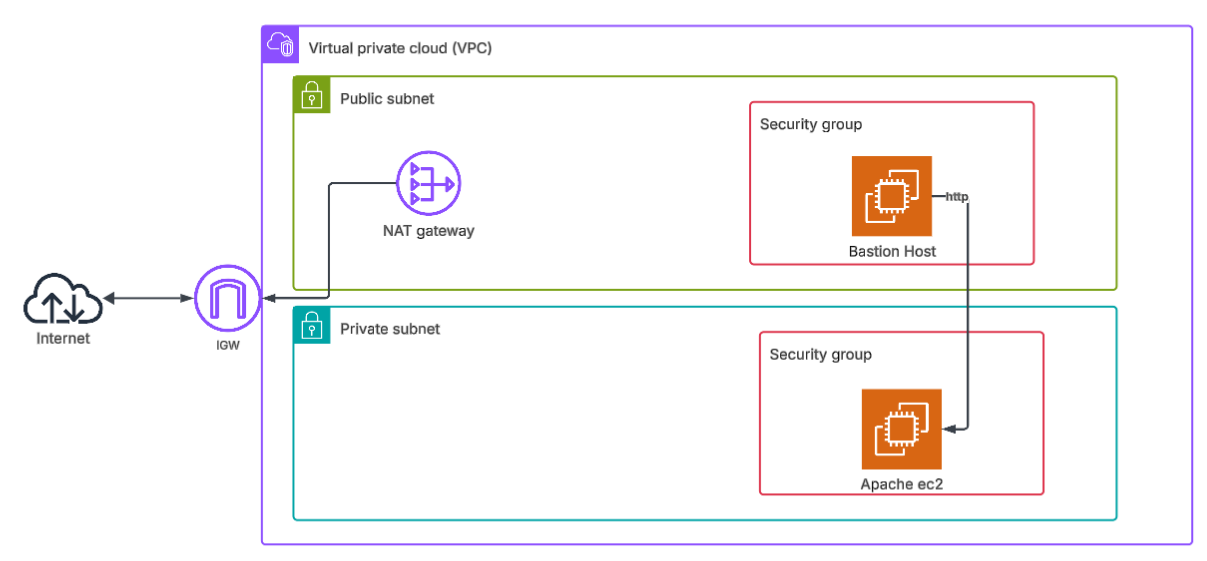 Virtual private cloud (VPC)
Public subnet
Security group
NAT gateway
http
Bastion Host
Internet
IGW
Private subnet
Security group
Apache ec2